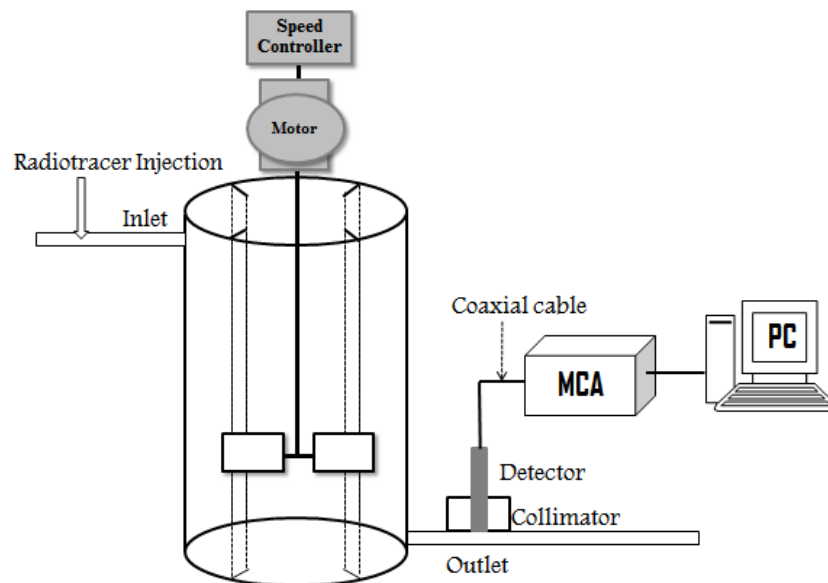 Speed
Controller
Motor
Radiotracer Injection
Inlet
Coaxial cable
MCA
PC
Detector
Collimator
Outlet